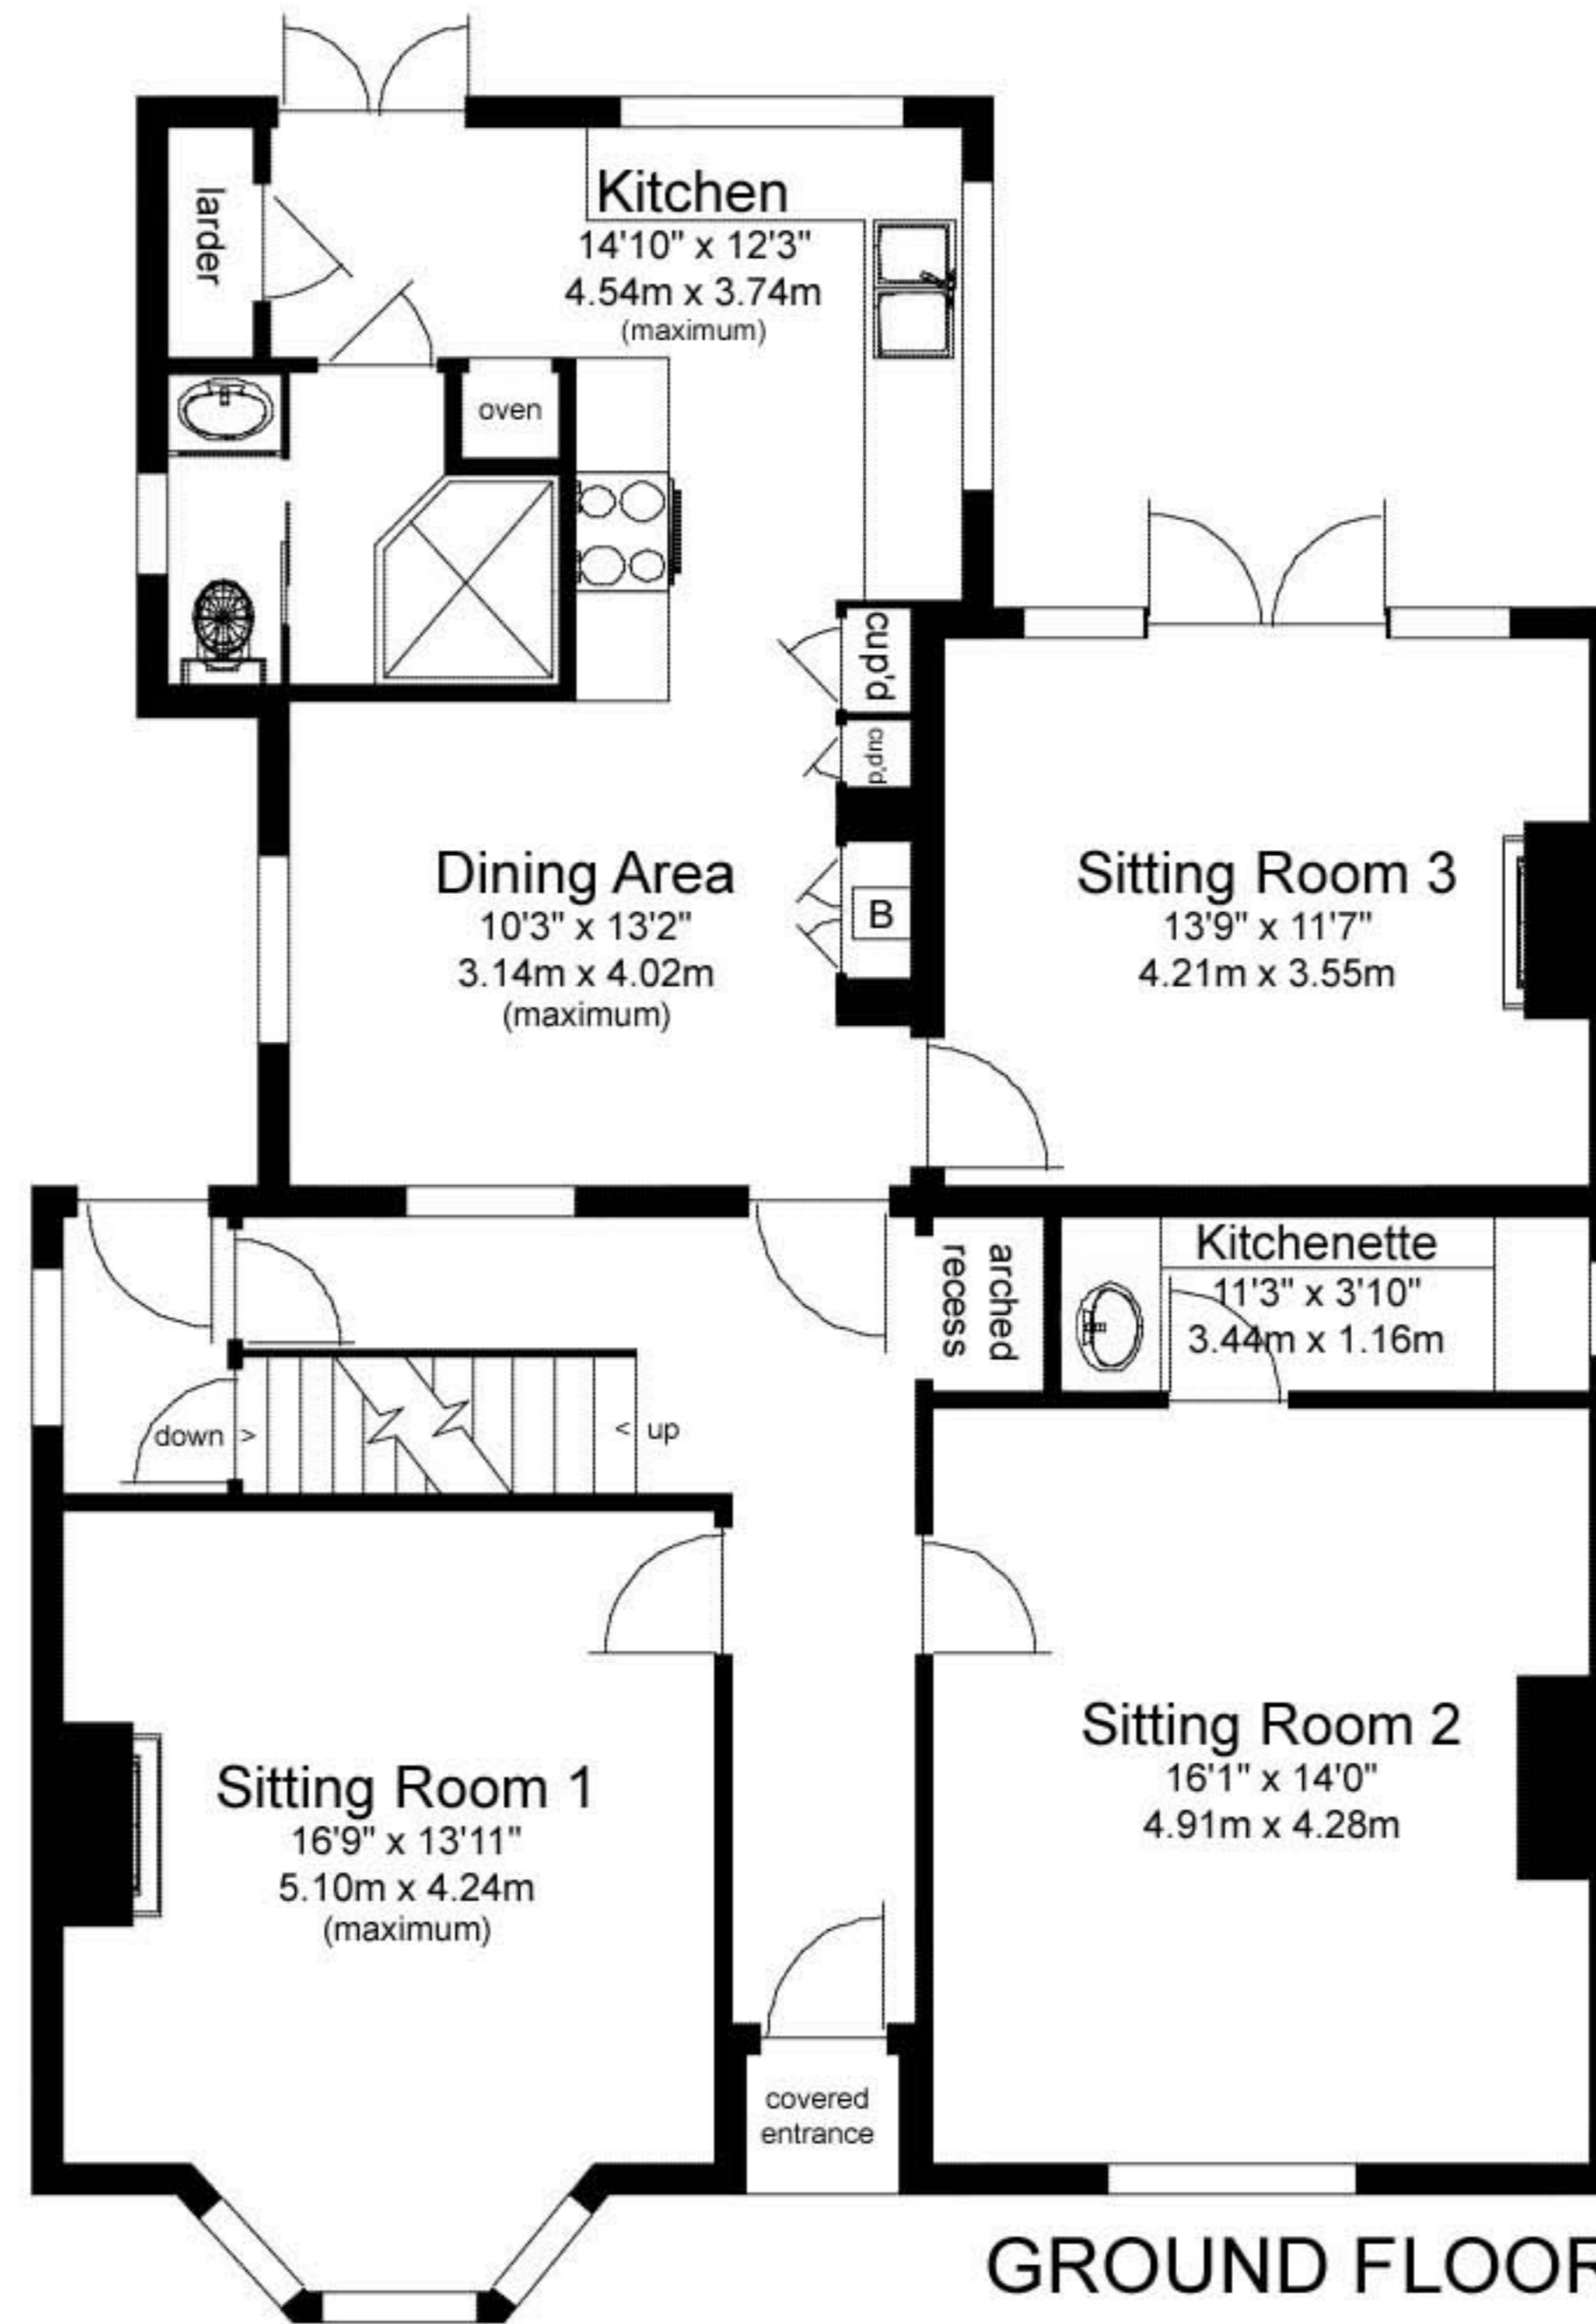 larder
Kitchen
14'10" x 12'3"
4.54m x 3.74m
(maximum)
oven
cup'd
cup'd
Dining Area
10'3" x 13'2"
3.14m x 4.02m
(maximum)
B
Sitting Room 3
13'9" x 11'7"
4.21m x 3.55m
arched
recess
Kitchenette
11'3" x 3'10"
3.44m x 1.16m
down >
< up
Sitting Room 1
16'9" x 13'11"
5.10m x 4.24m
(maximum)
Sitting Room 2
16'1" x 14'0"
4.91m x 4.28m
covered
entrance
GROUND FLOOR